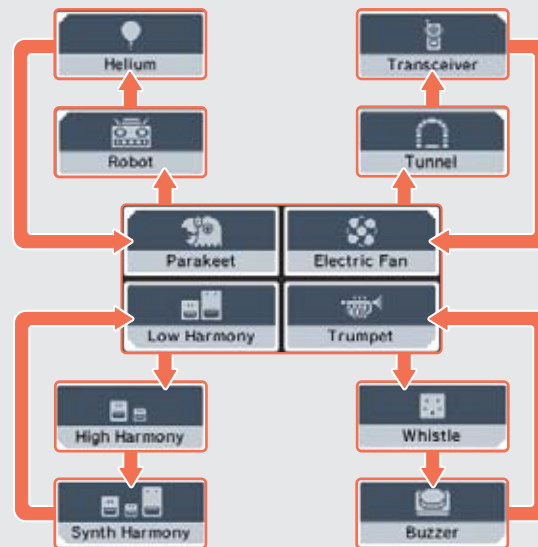 Helium
Transceiver
Robot
Tunnel
Parakeet
Electric Fan
Low Harmony
Trumpet
High Harmony
Whistle
Synth Harmony
Buzzer